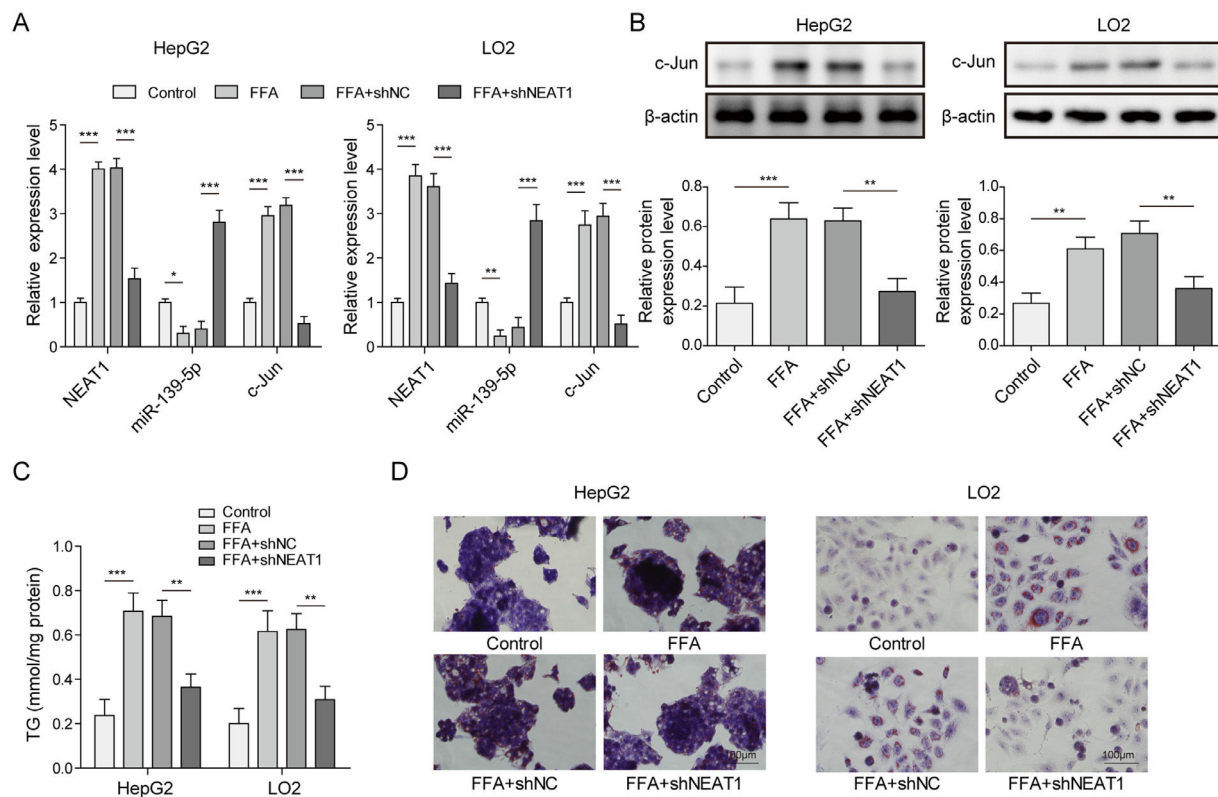 A
HepG2
LO2
Control
FFA
FFA+shNC
FFA+shNEAT1
Relative expression level
5
4
3
2
1
0
*** *** * *** *** ***
NEAT1
miR-139-5p
c-Jun
Relative expression level
5
4
3
2
1
0
*** *** ** *** *** ***
NEAT1
miR-139-5p
c-Jun
B
HepG2
LO2
c-Jun
β-actin
c-Jun
β-actin
Relative protein
expression level
0.8
0.6
0.4
0.2
0.0
*** **
Control
FFA
FFA+shNC
FFA+shNEAT1
Relative protein
expression level
1.0
0.8
0.6
0.4
0.2
0.0
** **
Control
FFA
FFA+shNC
FFA+shNEAT1
C
Control
FFA
FFA+shNC
FFA+shNEAT1
TG (mmol/mg protein)
1.0
0.8
0.6
0.4
0.2
0.0
*** ** *** **
HepG2
LO2
D
HepG2
LO2
Control
FFA
Control
FFA
100μm
100μm
FFA+shNC
FFA+shNEAT1
FFA+shNC
FFA+shNEAT1